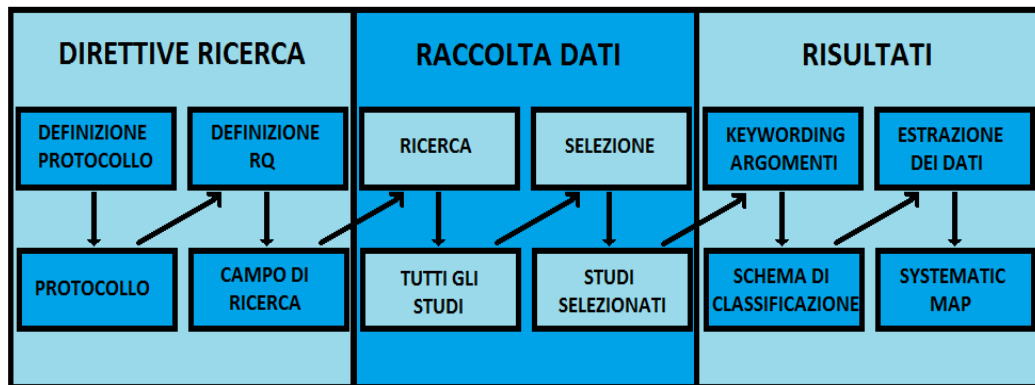 DIRETTIVE RICERCA
DEFINIZIONE
PROTOCOLLO
DEFINIZIONE
RQ
PROTOCOLLO
CAMPO DI
RICERCA
RACCOLTA DATI
RICERCA
SELEZIONE
TUTTI GLI
STUDI
STUDI
SELEZIONATI
RISULTATI
KEYWORDING
ARGOMENTI
ESTRAZIONE
DEI DATI
SCHEMA DI
CLASSIFICAZIONE
SYSTEMATIC
MAP